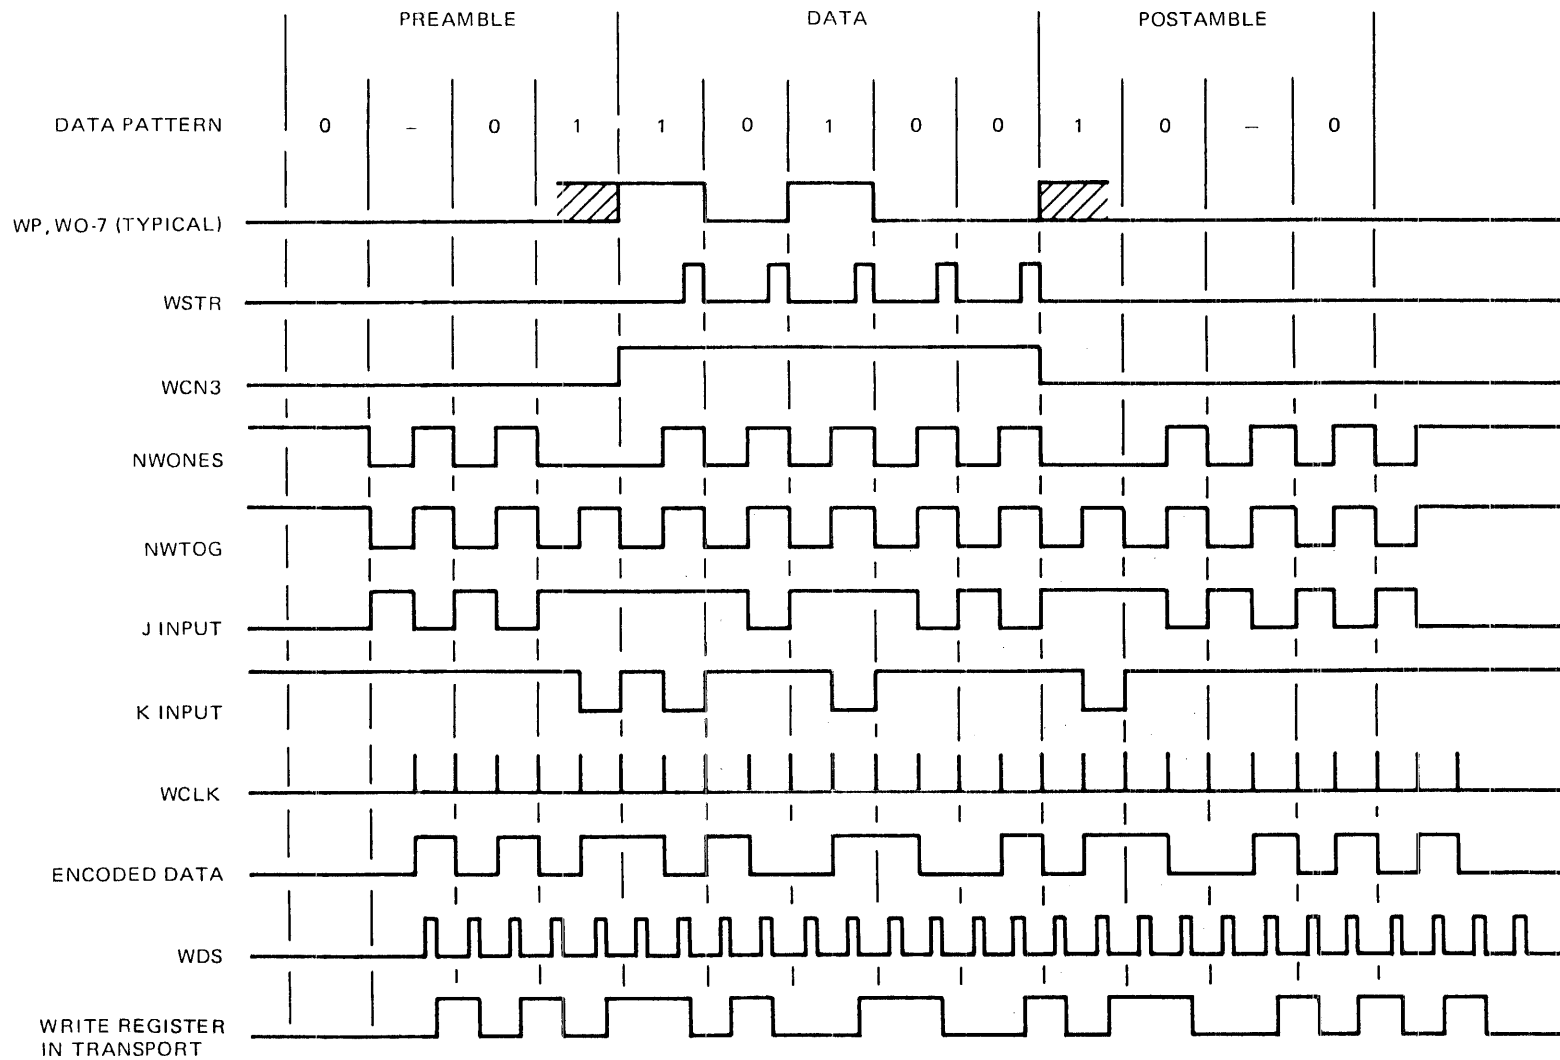 PREAMBLE DATA POSTAMBLE
DATA PATTERN 0 – 0 1 1 0 1 0 0 1 0 – 0
WP, WO-7 (TYPICAL)
WSTR
WCN3
NWONES
NWTOG
J INPUT
K INPUT
WCLK
ENCODED DATA
WDS
WRITE REGISTER
IN TRANSPORT